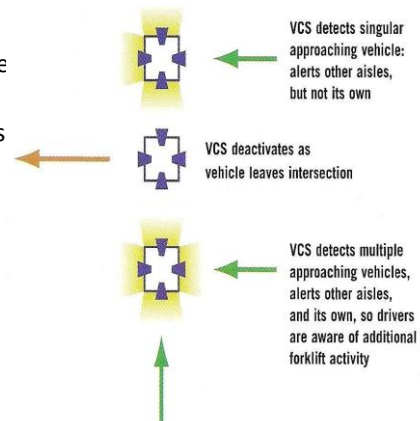 VCS detects singular
approaching vehicle:
alerts other aisles,
but not its own
e
s
VCS deactivates as
vehicle leaves intersection
VCS detects multiple
approaching vehicles,
alerts other aisles,
and its own, so drivers
are aware of additional
forklift activity